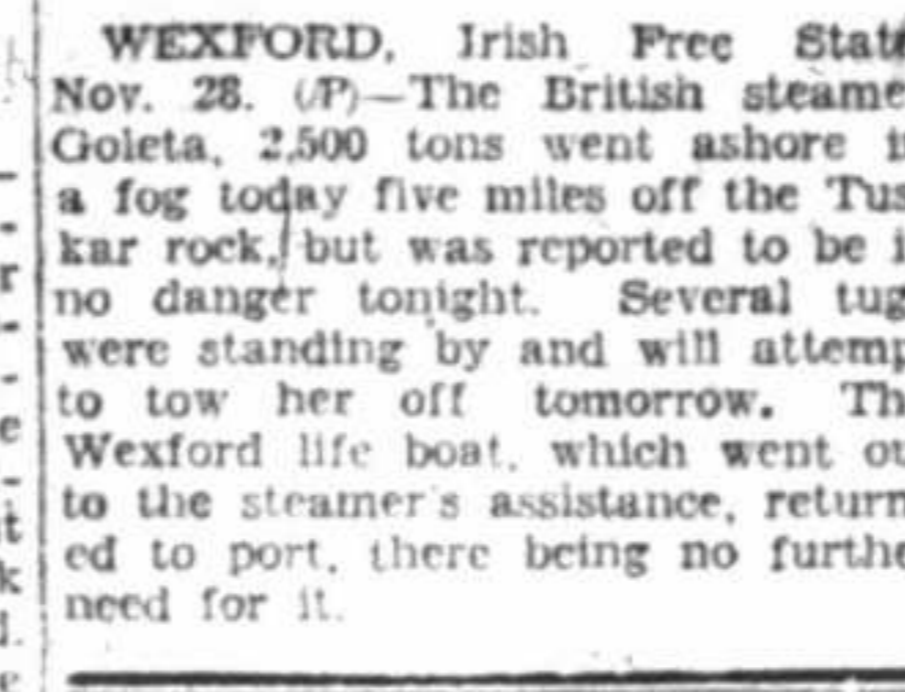 WEXFORD, Irish Free State
Nov. 28. (AP)—The British steame
Goleta, 2,500 tons went ashore i
a fog today five miles off the Tus
kar rock, but was reported to be i
no danger tonight. Several tug
were standing by and will attemp
to tow her off tomorrow. Th
Wexford life boat, which went ou
to the steamer's assistance, return
ed to port, there being no furthe
need for it.